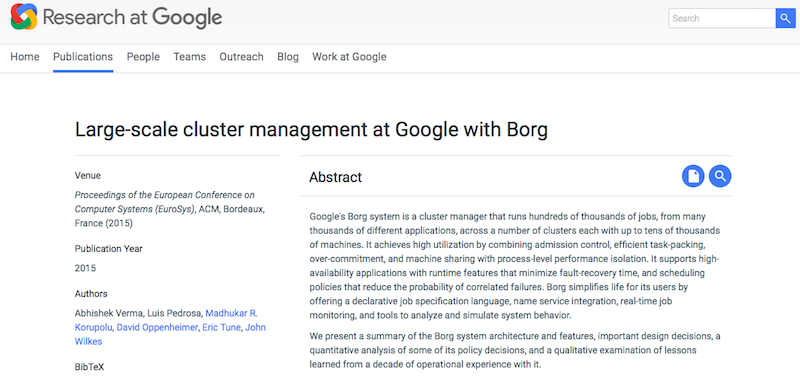 Research at Google
Search
Home Publications People Teams Outreach Blog Work at Google
Large-scale cluster management at Google with Borg
Venue
Proceedings of the European Conference on
Computer Systems (EuroSys), ACM, Bordeaux,
France (2015)
Publication Year
2015
Authors
Abhishek Verma, Luis Pedrosa, Madhukar R.
Korupolu, David Oppenheimer, Eric Tune, John
Wilkes
BibTeX
Abstract
Google's Borg system is a cluster manager that runs hundreds of thousands of jobs, from many
thousands of different applications, across a number of clusters each with up to tens of thousands
of machines. It achieves high utilization by combining admission control, efficient task-packing,
over-commitment, and machine sharing with process-level performance isolation. It supports high-
availability applications with runtime features that minimize fault-recovery time, and scheduling
policies that reduce the probability of correlated failures. Borg simplifies life for its users by
offering a declarative job specification language, name service integration, real-time job
monitoring, and tools to analyze and simulate system behavior.
We present a summary of the Borg system architecture and features, important design decisions, a
quantitative analysis of some of its policy decisions, and a qualitative examination of lessons
learned from a decade of operational experience with it.